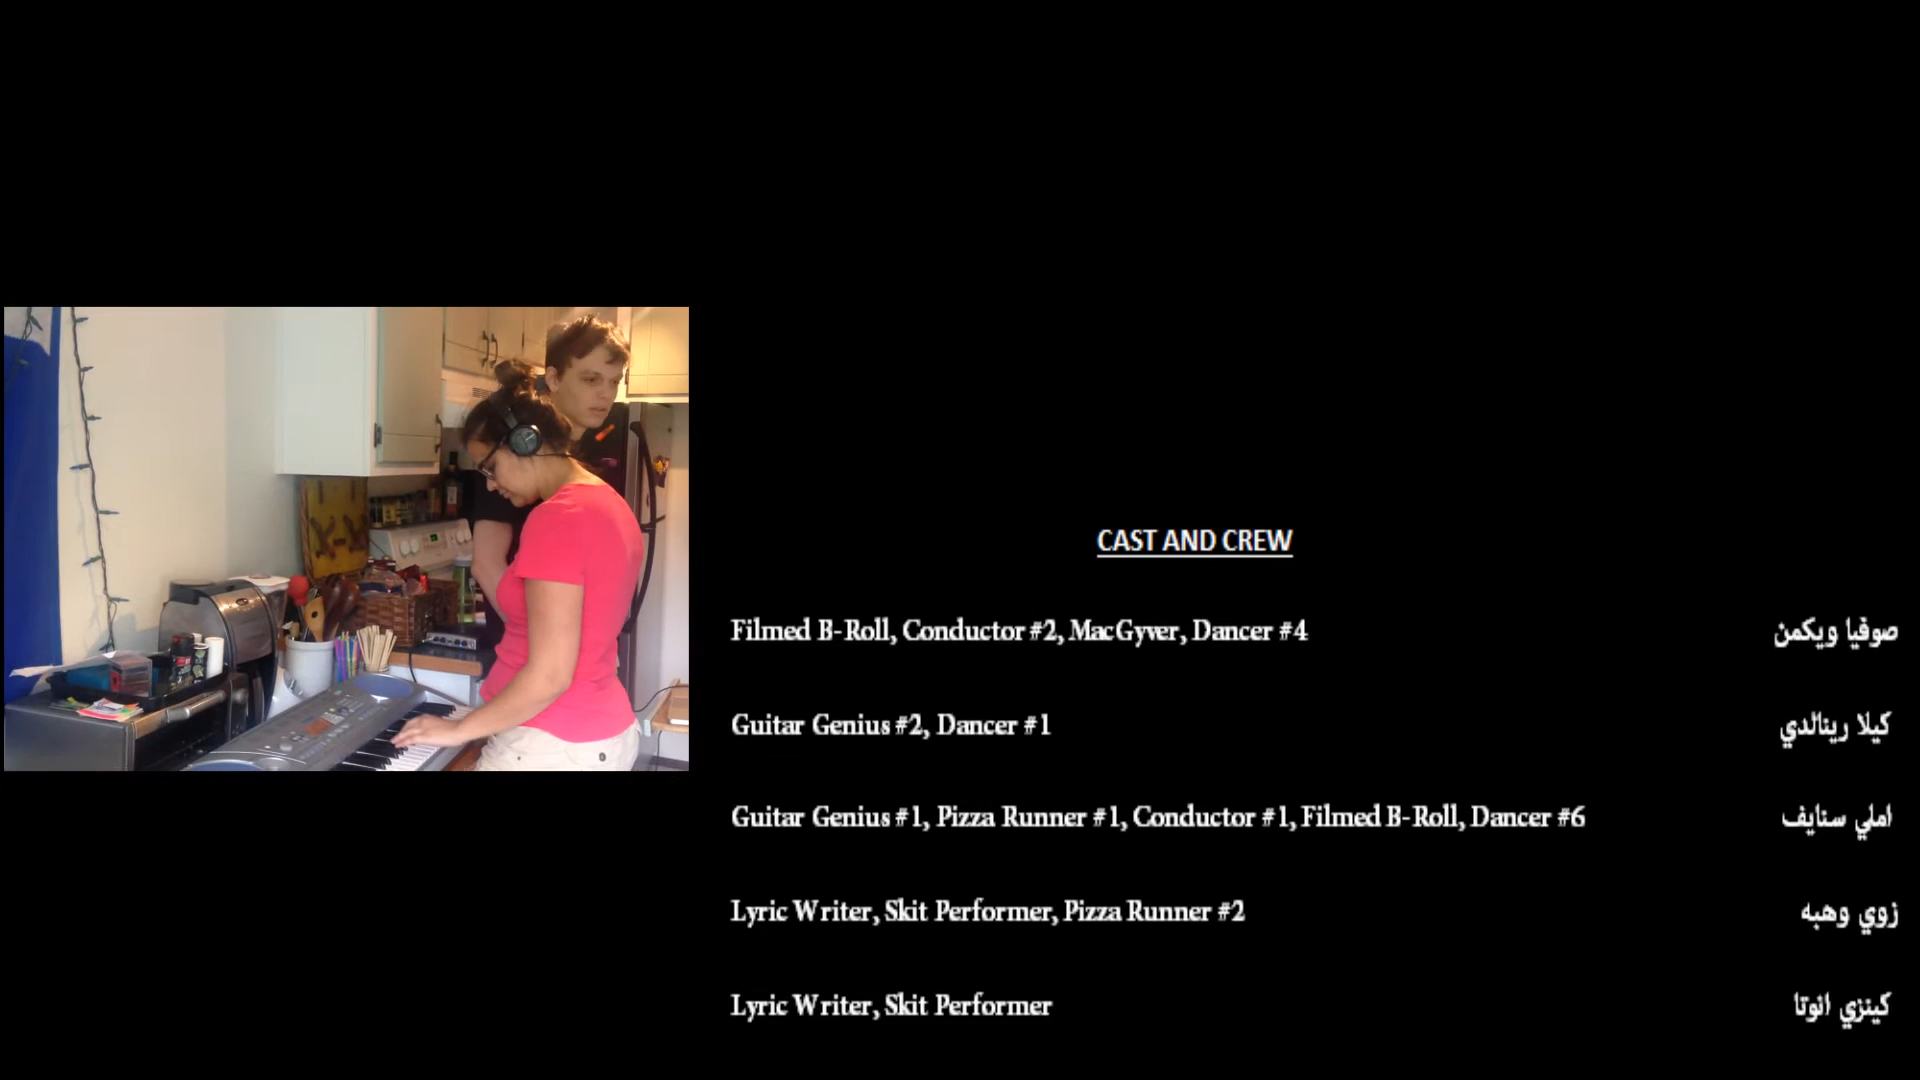 CAST AND CREW
Filmed B-Roll, Conductor #2, MacGyver, Dancer #4 صوفيا ويكمن
Guitar Genius #2, Dancer #1 كيلا رينالدي
Guitar Genius #1, Pizza Runner #1, Conductor #1, Filmed B-Roll, Dancer #6 املي سنايف
Lyric Writer, Skit Performer, Pizza Runner #2 زوي وهبه
Lyric Writer, Skit Performer كينزي انوتا